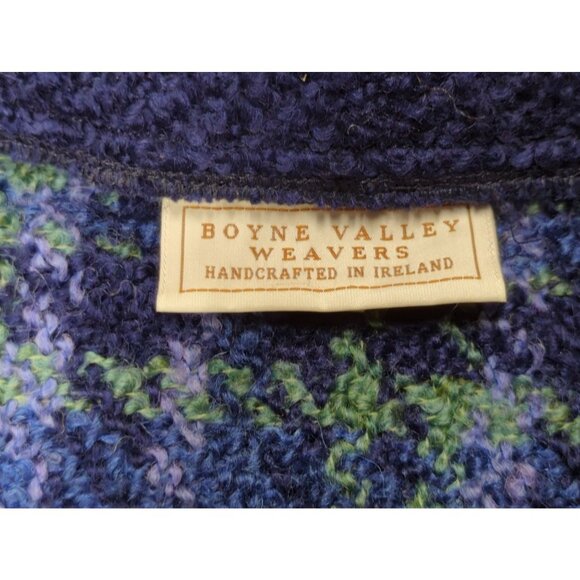 BOYNE VALLEY
WEAVERS
HANDCRAFTED IN IRELAND